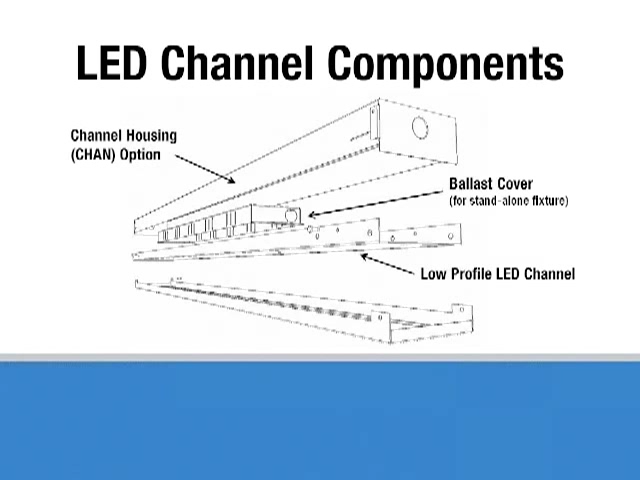 LED Channel Components
Channel Housing
(CHAN) Option
Ballast Cover
(for stand-alone fixture)
Low Profile LED Channel